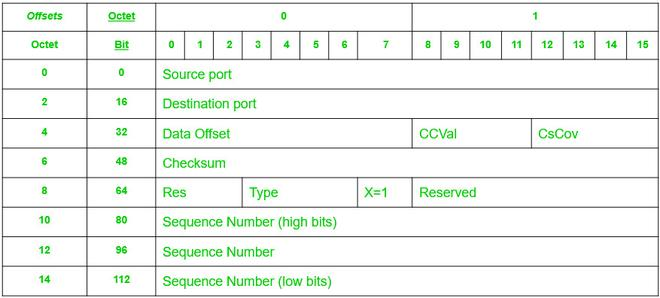 Offsets Octet 0 1
Octet Bit 0 1 2 3 4 5 6 7 8 9 10 11 12 13 14 15
0 0 Source port
2 16 Destination port
4 32 Data Offset CCVal CsCov
6 48 Checksum
8 64 Res Type X=1 Reserved
10 80 Sequence Number (high bits)
12 96 Sequence Number
14 112 Sequence Number (low bits)